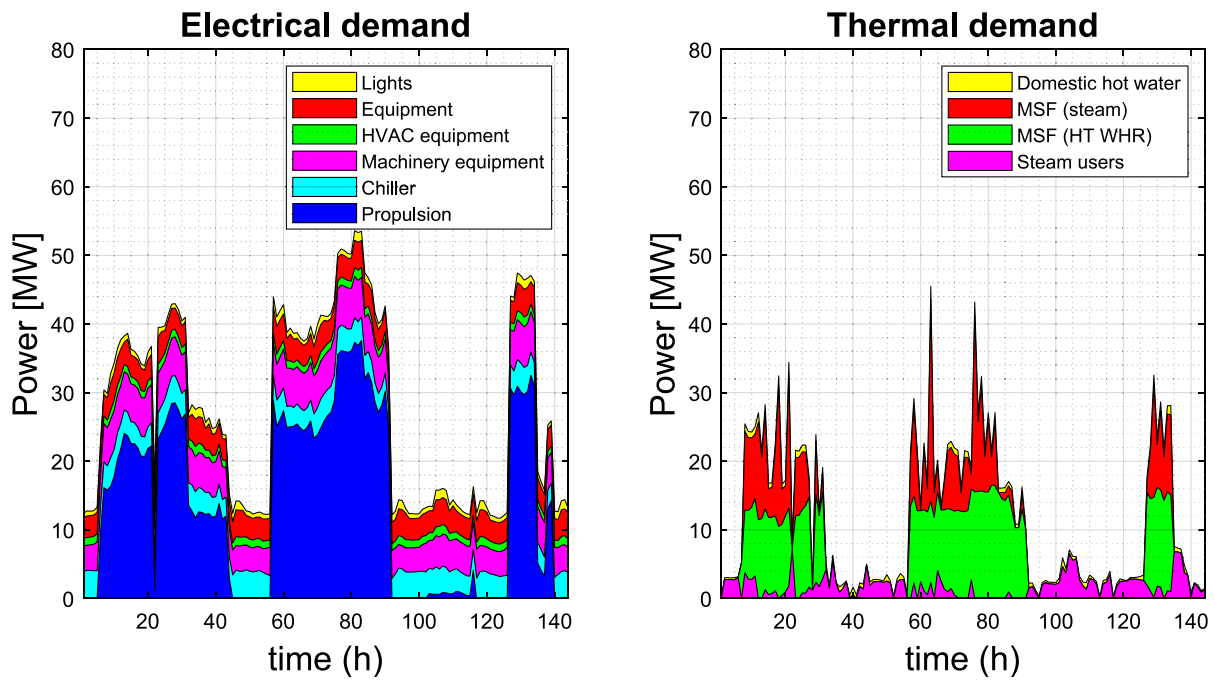 Electrical demand
Power [MW]
80
70
60
50
40
30
20
10
0
Lights
Equipment
HVAC equipment
Machinery equipment
Chiller
Propulsion
20 40 60 80 100 120 140
time (h)
Thermal demand
Power [MW]
80
70
60
50
40
30
20
10
0
Domestic hot water
MSF (steam)
MSF (HT WHR)
Steam users
20 40 60 80 100 120 140
time (h)